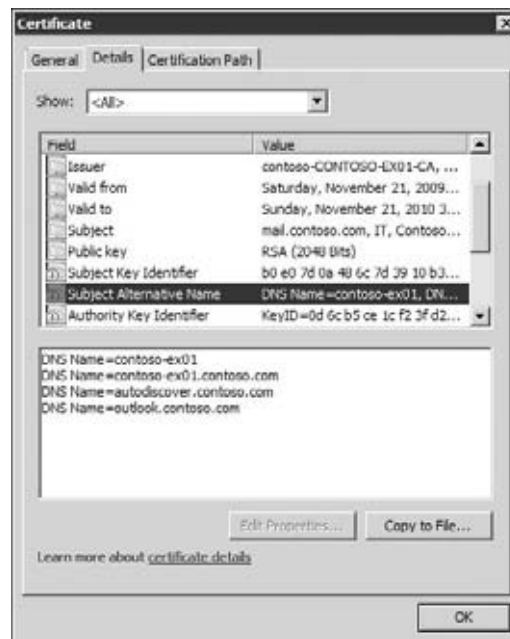 Certificate
General Details Certification Path
Show: <All>
Field Value
Issuer contoso-CONTOSO-EX01-CA, ...
Valid from Saturday, November 21, 2009...
Valid to Sunday, November 21, 2010 3...
Subject mail.contoso.com, IT, Contoso...
Public key RSA (2048 Bits)
Subject Key Identifier b0 e0 7d 0a 48 6c 7d 39 10 b3...
Subject Alternative Name DNS Name=contoso-ex01, DN...
Authority Key Identifier KeyID=0d 6c b5 ce 1c f2 3f d2...
DNS Name=contoso-ex01
DNS Name=contoso-ex01.contoso.com
DNS Name=autodiscover.contoso.com
DNS Name=outlook.contoso.com
Edit Properties... Copy to File...
Learn more about certificate details
OK